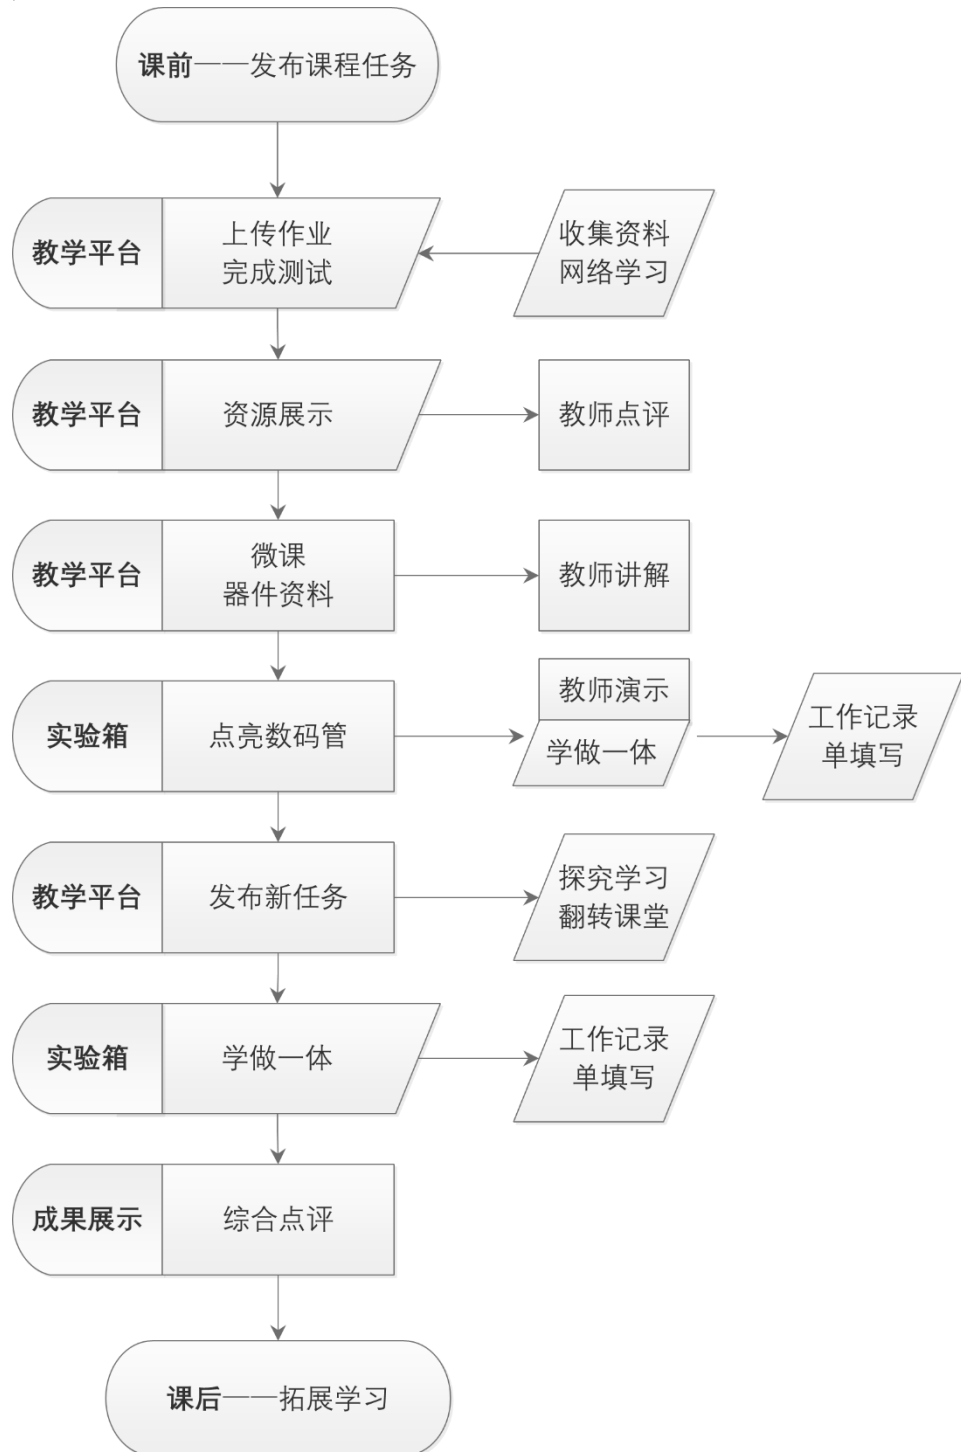 课前——发布课程任务
教学平台
上传作业
完成测试
收集资料
网络学习
教学平台
资源展示
教师点评
教学平台
微课
器件资料
教师讲解
实验箱
点亮数码管
教师演示
学做一体
工作记录
单填写
教学平台
发布新任务
探究学习
翻转课堂
实验箱
学做一体
工作记录
单填写
成果展示
综合点评
课后——拓展学习